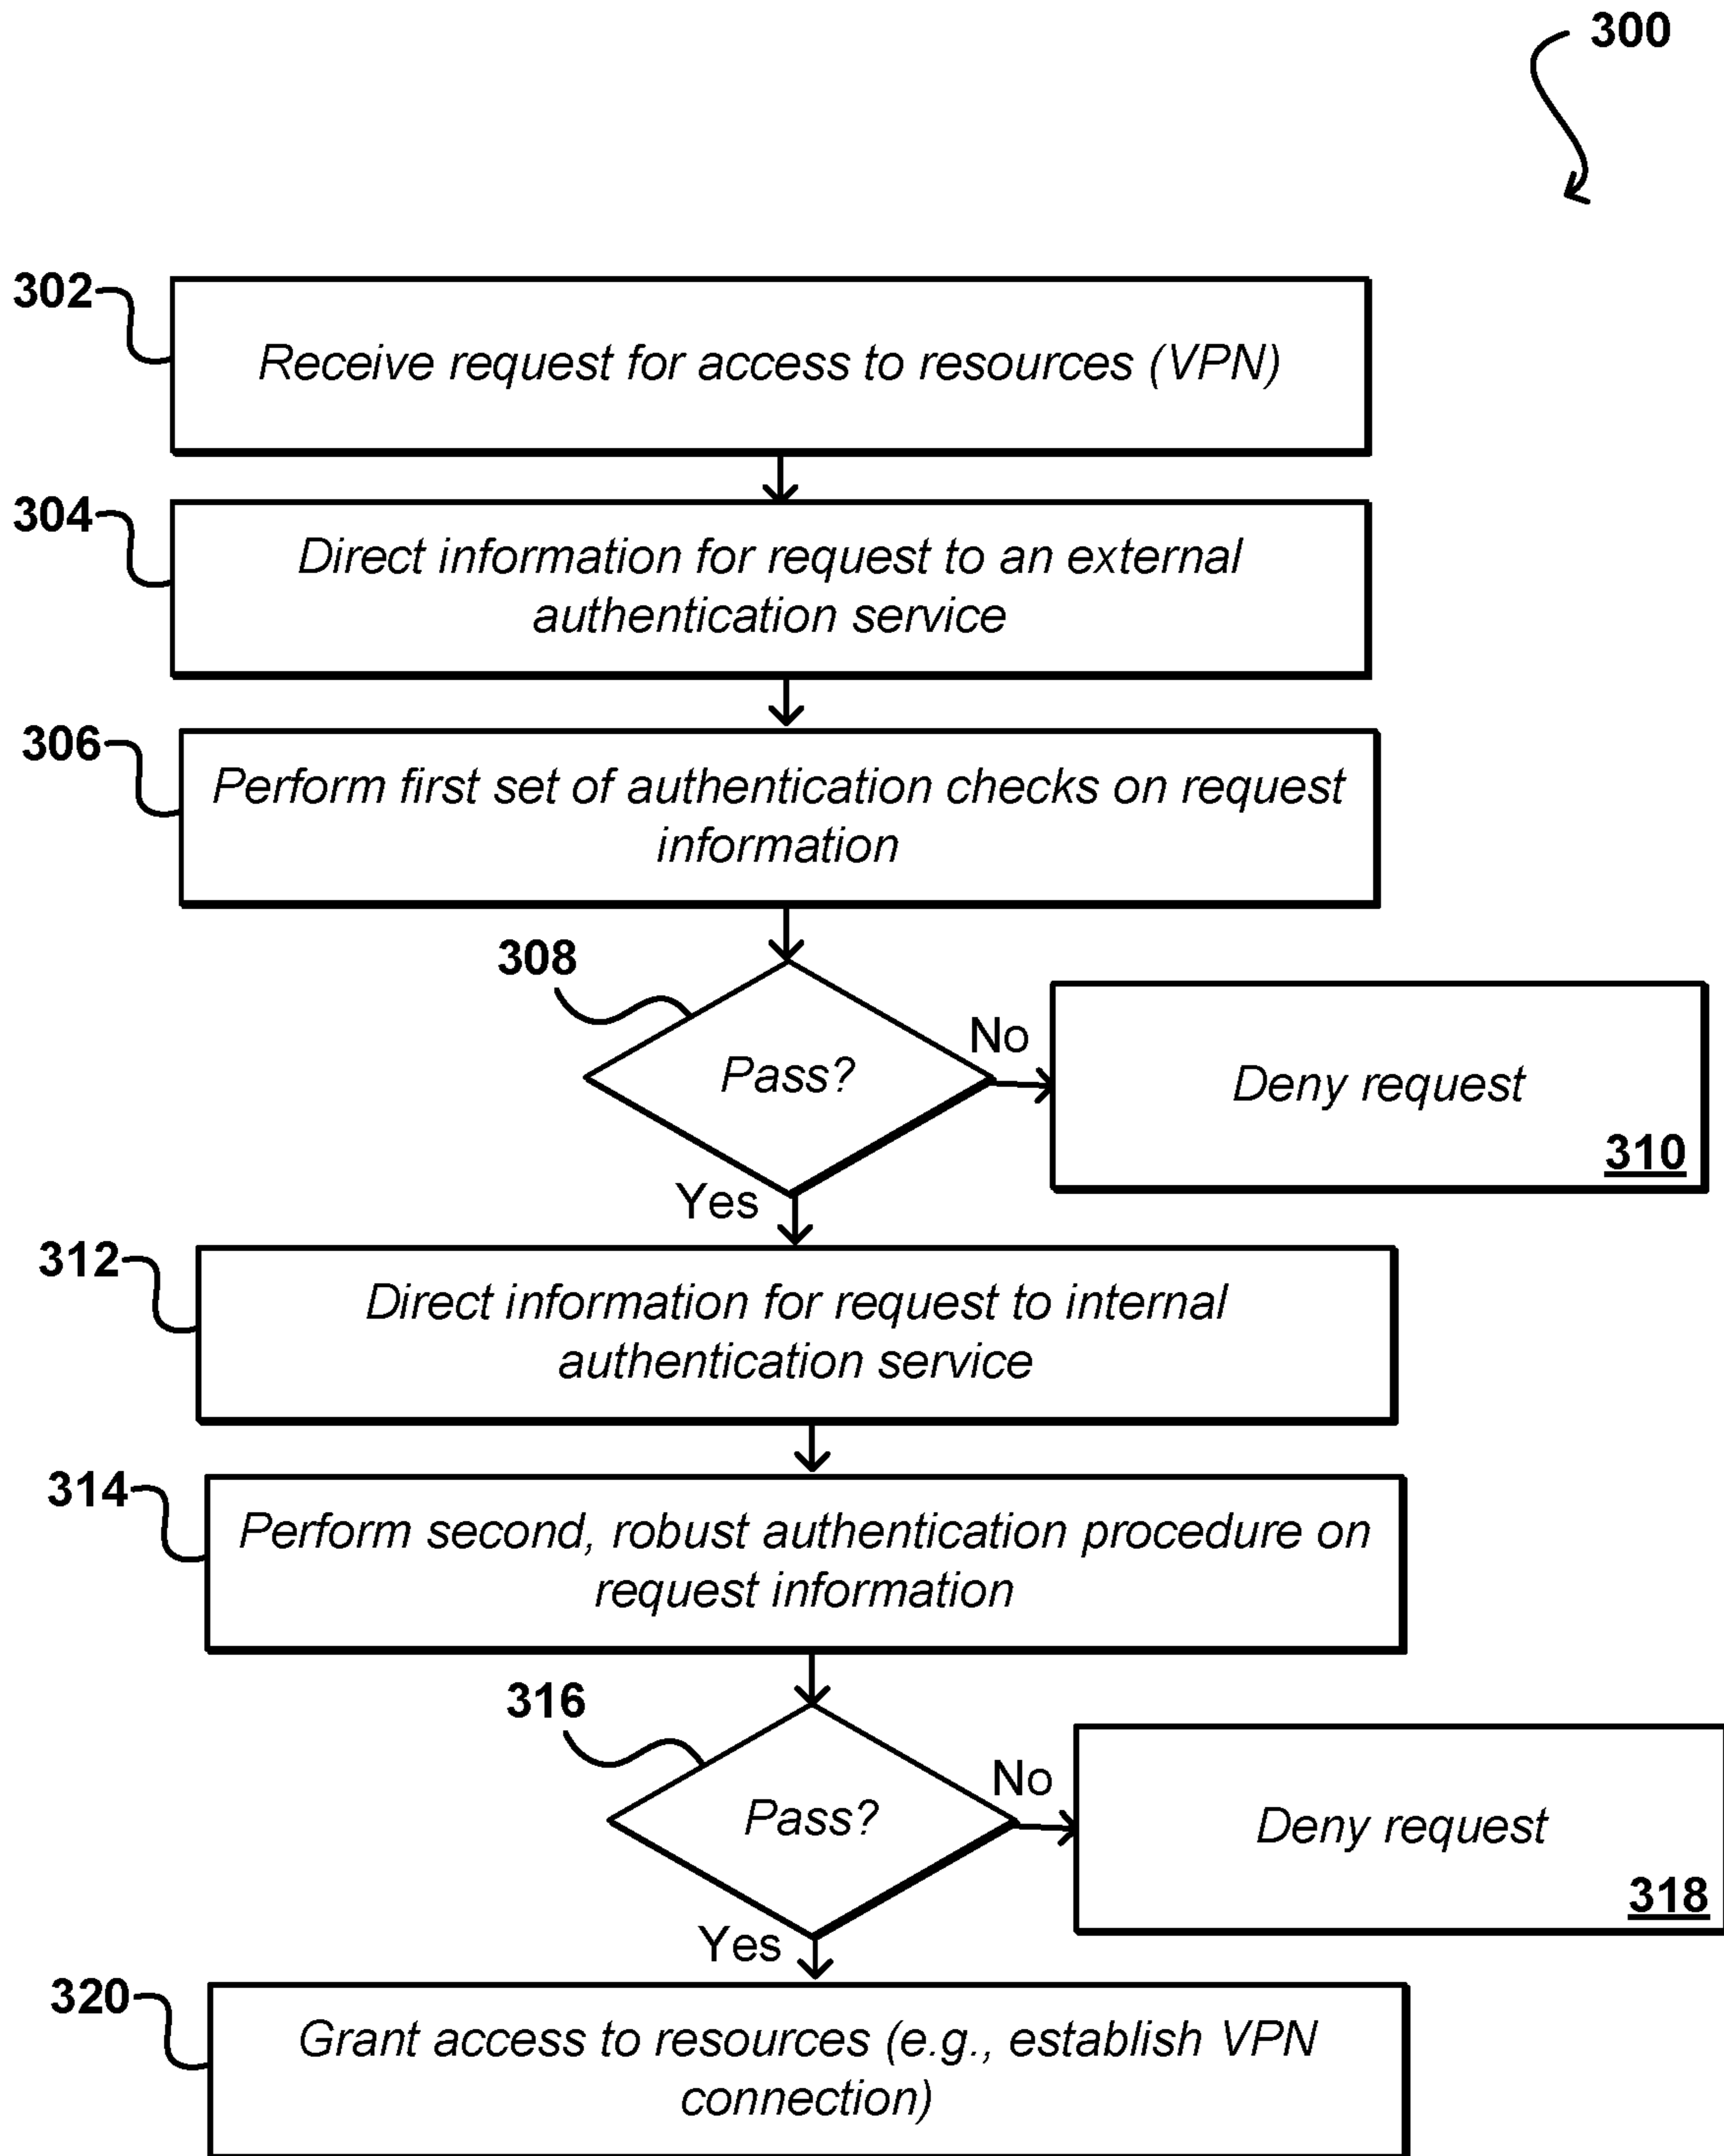 300
302
Receive request for access to resources (VPN)
304
Direct information for request to an external
authentication service
306
Perform first set of authentication checks on request
information
308
Pass?
No
Deny request
310
Yes
312
Direct information for request to internal
authentication service
314
Perform second, robust authentication procedure on
request information
316
Pass?
No
Deny request
318
Yes
320
Grant access to resources (e.g., establish VPN
connection)